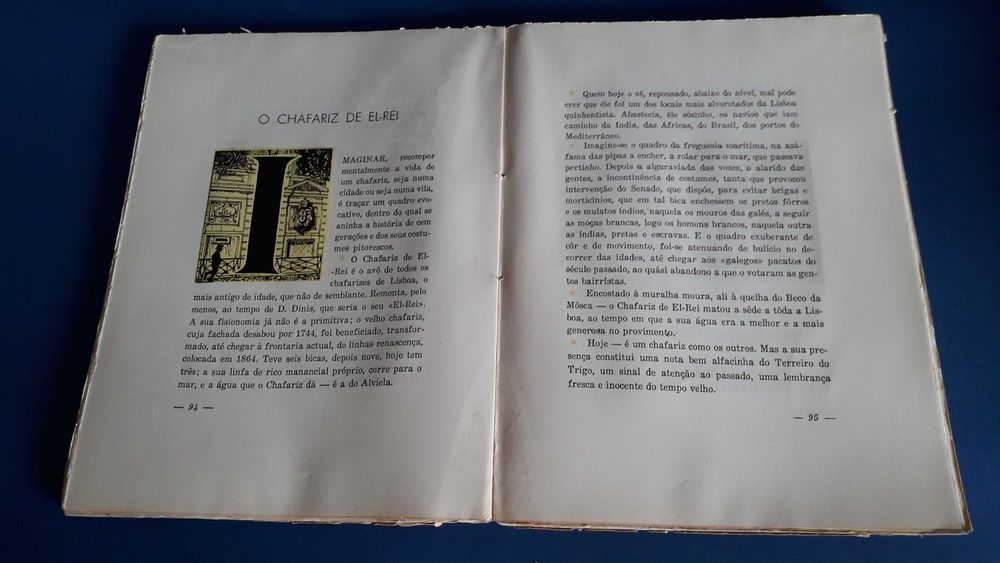 O CHAFARIZ DE EL-REI
I
MAGINAR, recompor
mentalmente a vida de
um chafariz, seja numa
cidade ou seja numa vila,
é traçar um quadro evo-
cativo, dentro do qual se
aninha a história de cem
gerações e dos seus costu-
mes pitorescos.
O Chafariz de El-
-Rei é o avô de todos os
chafarizes de Lisboa, o
mais antigo de idade, que não de semblante. Remonta, pelo
menos, ao tempo de D. Dinis, que seria o seu «El-Rei».
A sua fisionomia já não é a primitiva; o velho chafariz,
cuja fachada desabou por 1744, foi beneficiado, transfor-
mado, até chegar à frontaria actual, de linhas renascença,
colocada em 1864. Teve seis bicas, depois nove, hoje tem
três; a sua linfa de rico manancial próprio, corre para o
mar, e a água que o Chafariz dá — é a do Alviela.
— 94 —
Quem hoje o vê, repousado, abaixo do nível, mal pode
crer que êle foi um dos locais mais alvorotados da Lisboa
quinhentista. Abastecia, êle sòzinho, os navios que iam
caminho da Índia, das Áfricas, do Brasil, dos portos do
Mediterrâneo.
Imagine-se o quadro da freguesia marítima, na azá-
fama das pipas a encher, a rolar para o mar, que passava
pertinho. Depois a algaraviada das vozes, o alarido das
gentes, a incontinência de costumes, tanta que provocou
intervenção do Senado, que dispôs, para evitar brigas e
morticínios, que em tal bica enchessem os pretos fôrros
e os mulatos índios, naquela os mouros das galés, a seguir
as moças brancas, logo os homens brancos, naquela outra
as índias, pretas e escravas. E o quadro exuberante de
côr e de movimento, foi-se atenuando de bulício no de-
correr das idades, até chegar aos «galegos» pacatos do
século passado, ao quási abandono a que o votaram as gen-
tes bairristas.
Encostado à muralha moura, ali à quelha do Beco da
Mòsca — o Chafariz de El-Rei matou a sêde a tôda a Lis-
boa, ao tempo em que a sua água era a melhor e a mais
generosa no provimento.
Hoje — é um chafariz como os outros. Mas a sua pre-
sença constitui uma nota bem alfacinha do Terreiro do
Trigo, um sinal de atenção ao passado, uma lembrança
fresca e inocente do tempo velho.
— 95 —